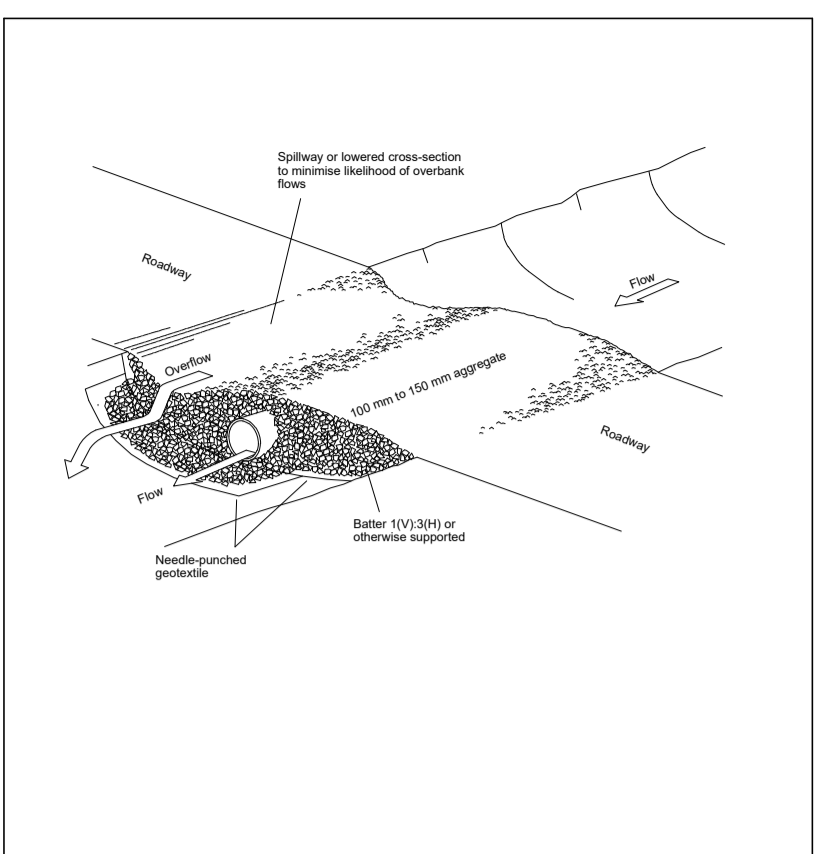 Spillway or lowered cross-section
to minimise likelihood of overbank
flows
Roadway
Flow
Overflow
100 mm to 150 mm aggregate
Roadway
Flow
Batter 1(V):3(H) or
otherwise supported
Needle-punched
geotextile